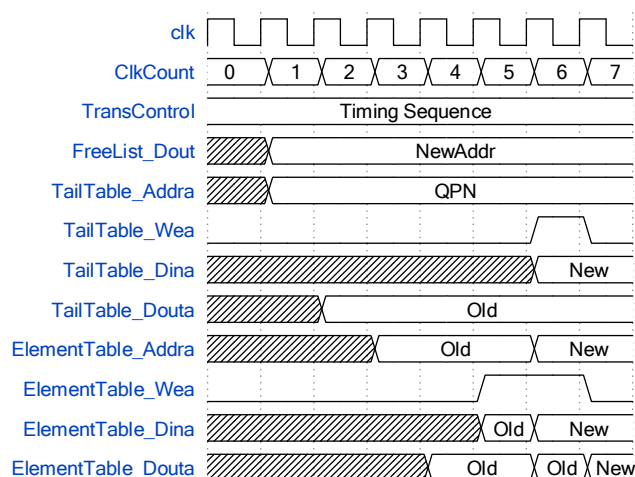 clk
ClkCount 0 1 2 3 4 5 6 7
TransControl Timing Sequence
FreeList_Dout NewAddr
TailTable_Addra QPN
TailTable_Wea
TailTable_Dina New
TailTable_Douta Old
ElementTable_Addra Old New
ElementTable_Wea
ElementTable_Dina Old New
ElementTable_Douta Old Old New